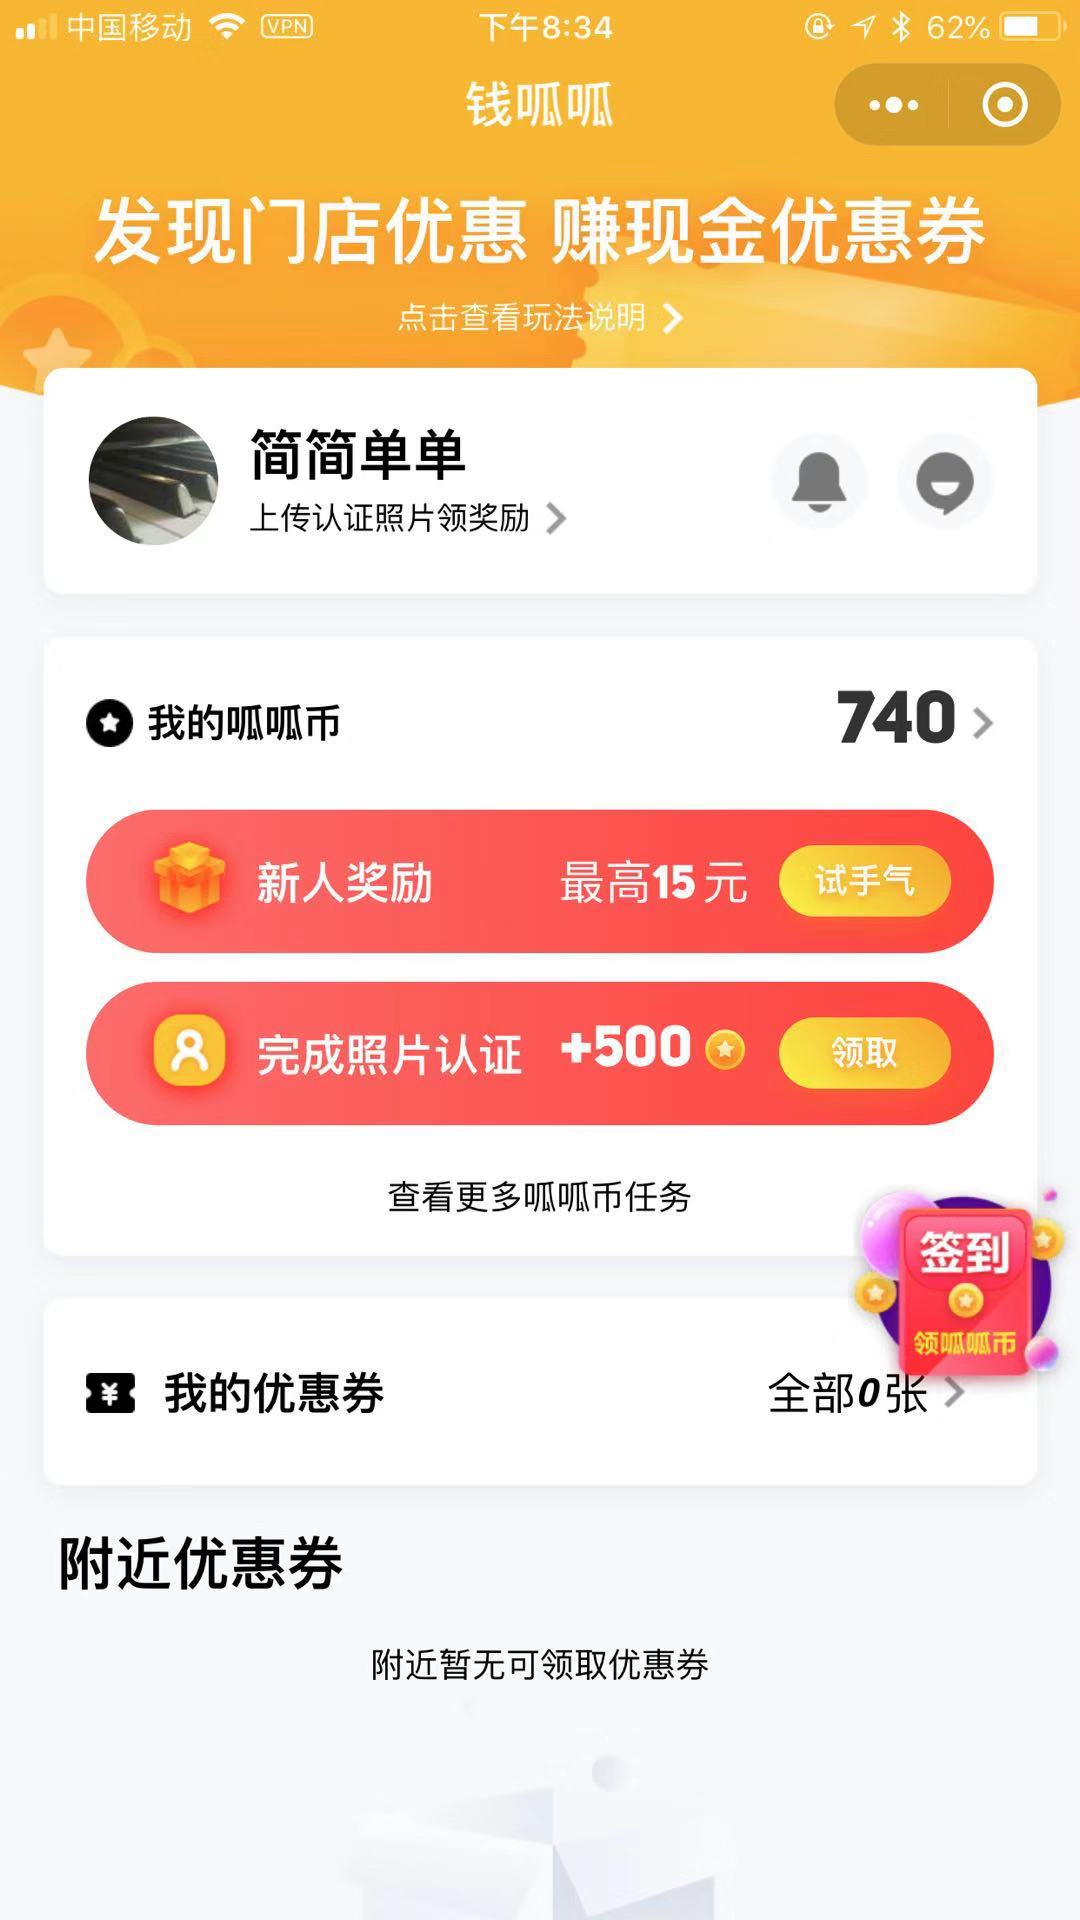 中国移动 VPN 下午8:34 62%
钱呱呱
发现门店优惠 赚现金优惠券
点击查看玩法说明
简简单单
上传认证照片领奖励
我的呱呱币 740
新人奖励 最高15元 试手气
完成照片认证 +500 领取
查看更多呱呱币任务
签到
领呱呱币
¥ 我的优惠券 全部0张
附近优惠券
附近暂无可领取优惠券